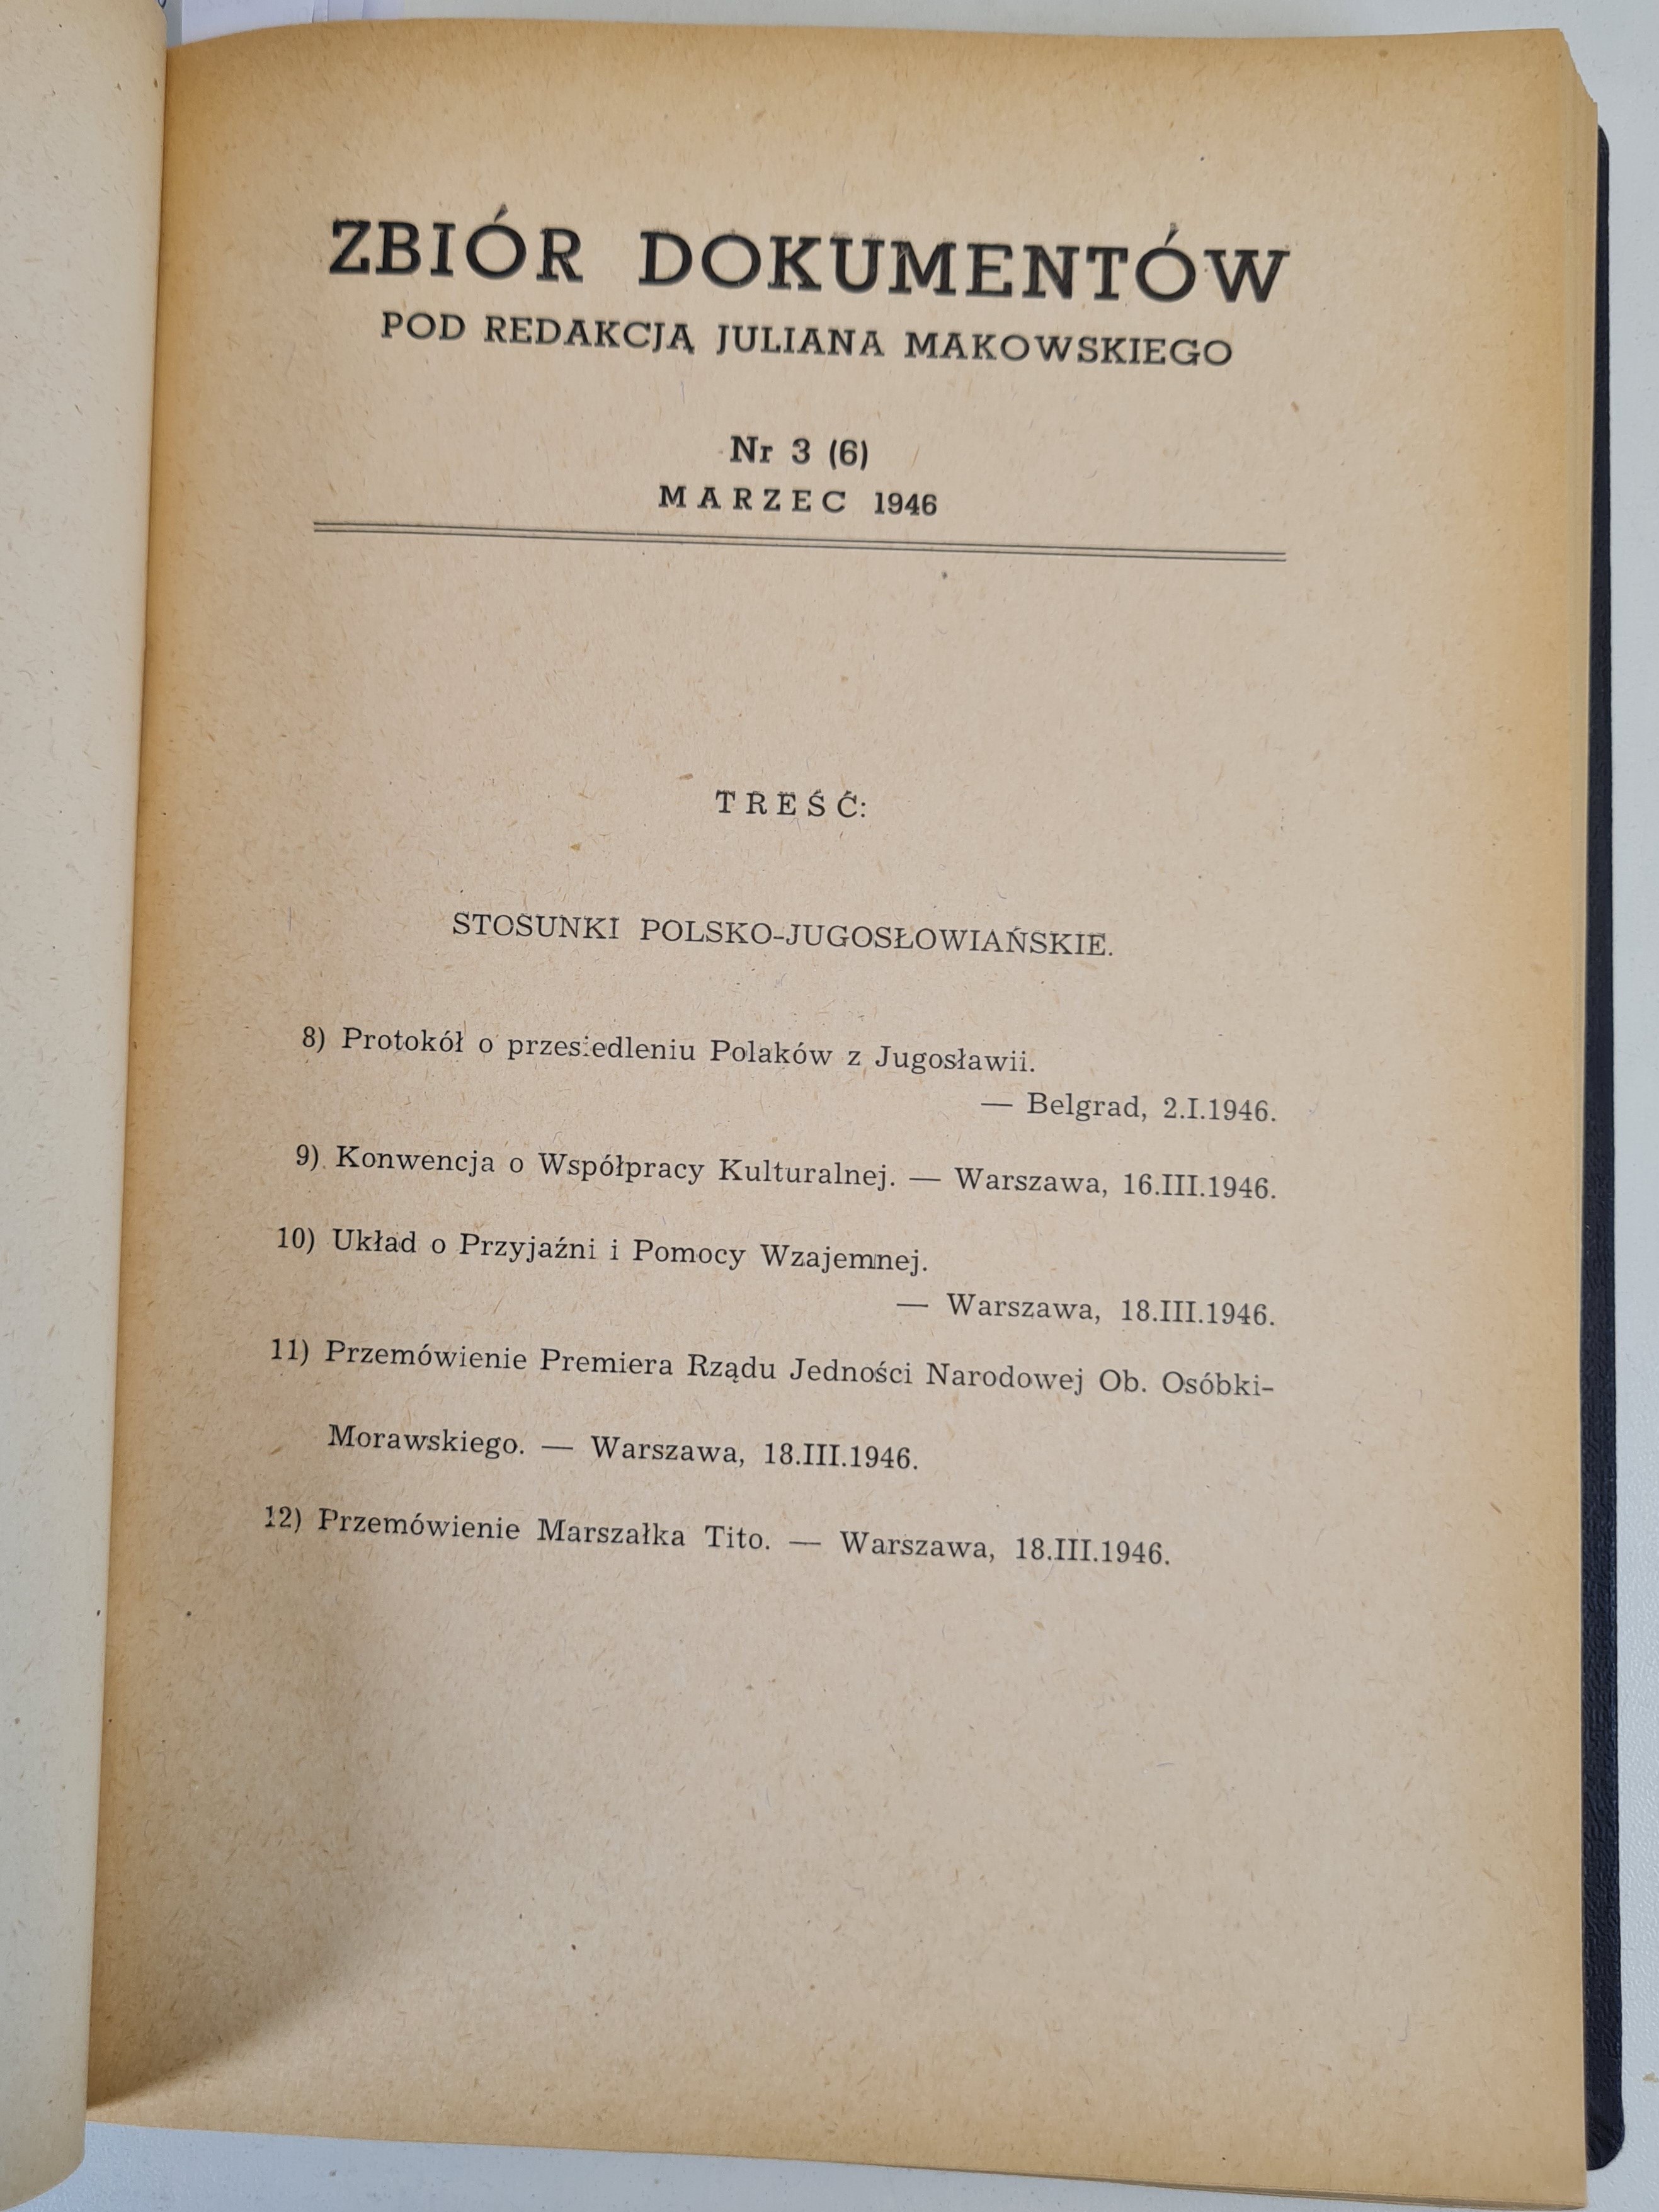 ZBIÓR DOKUMENTÓW
POD REDAKCJĄ JULIANA MAKOWSKIEGO
Nr 3 (6)
MARZEC 1946
TREŚĆ:
STOSUNKI POLSKO-JUGOSŁOWIAŃSKIE.
8) Protokół o przesiedleniu Polaków z Jugosławii.
— Belgrad, 2.I.1946.
9) Konwencja o Współpracy Kulturalnej. — Warszawa, 16.III.1946.
10) Układ o Przyjaźni i Pomocy Wzajemnej.
— Warszawa, 18.III.1946.
11) Przemówienie Premiera Rządu Jedności Narodowej Ob. Osóbki-
Morawskiego. — Warszawa, 18.III.1946.
12) Przemówienie Marszałka Tito. — Warszawa, 18.III.1946.